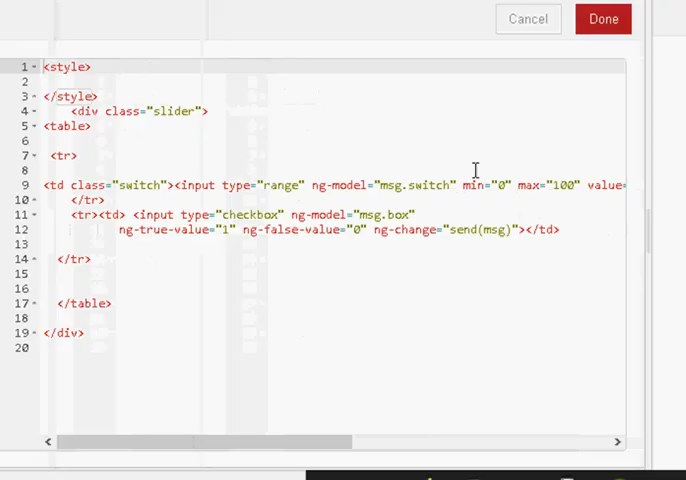 Cancel Done
1 <style>
2
3 </style>
4 <div class="slider">
5 <table>
6
7 <tr>
8
9 <td class="switch"><input type="range" ng-model="msg.switch" min="0" max="100" value=
10 </tr>
11 <tr><td> <input type="checkbox" ng-model="msg.box"
12 ng-true-value="1" ng-false-value="0" ng-change="send(msg)"></td>
13
14 </tr>
15
16
17 </table>
18
19 </div>
20